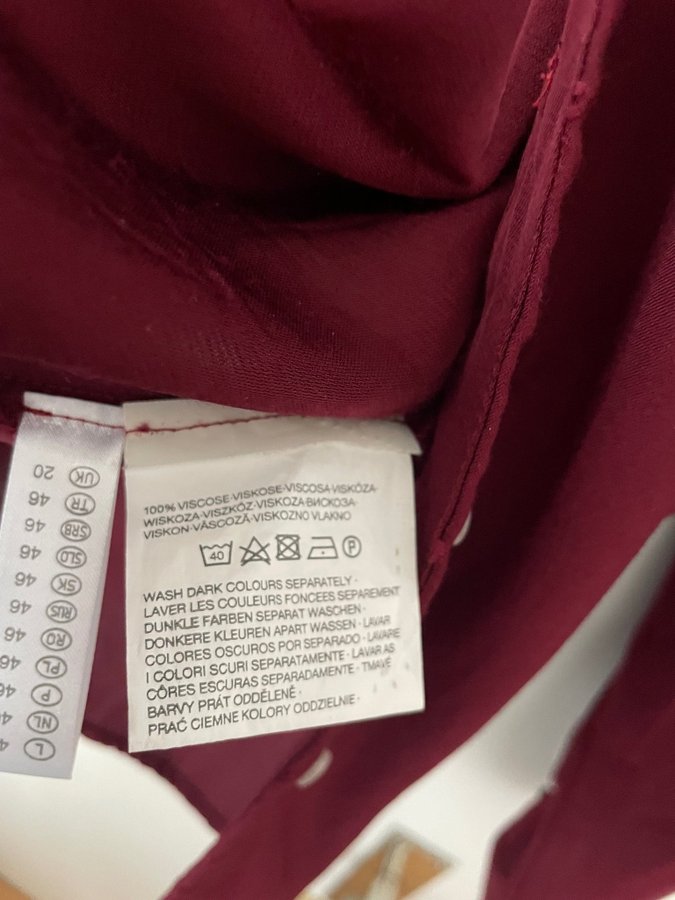 100% VISCOSE·VISKOSE·VISCOSA·VISKÓZA·
WISKOZA·VISZKÓZ·VISKOZA·ВИСКОЗА·
VISKON·VÂSCOZĂ·VISKOZNO VLAKNO
40 P
WASH DARK COLOURS SEPARATELY ·
LAVER LES COULEURS FONCEES SEPAREMENT
DUNKLE FARBEN SEPARAT WASCHEN ·
DONKERE KLEUREN APART WASSEN · LAVAR
COLORES OSCUROS POR SEPARADO · LAVARE
I COLORI SCURI SEPARATAMENTE · LAVAR AS
CÔRES ESCURAS SEPARADAMENTE · TMAVÉ
BARVY PRÁT ODDĚLENĚ ·
PRAĆ CIEMNE KOLORY ODDZIELNIE ·
L
NL
P
PL 46
RO 46
RUS 46
SK 46
SLO 46
SRB 46
TR 46
UK 20